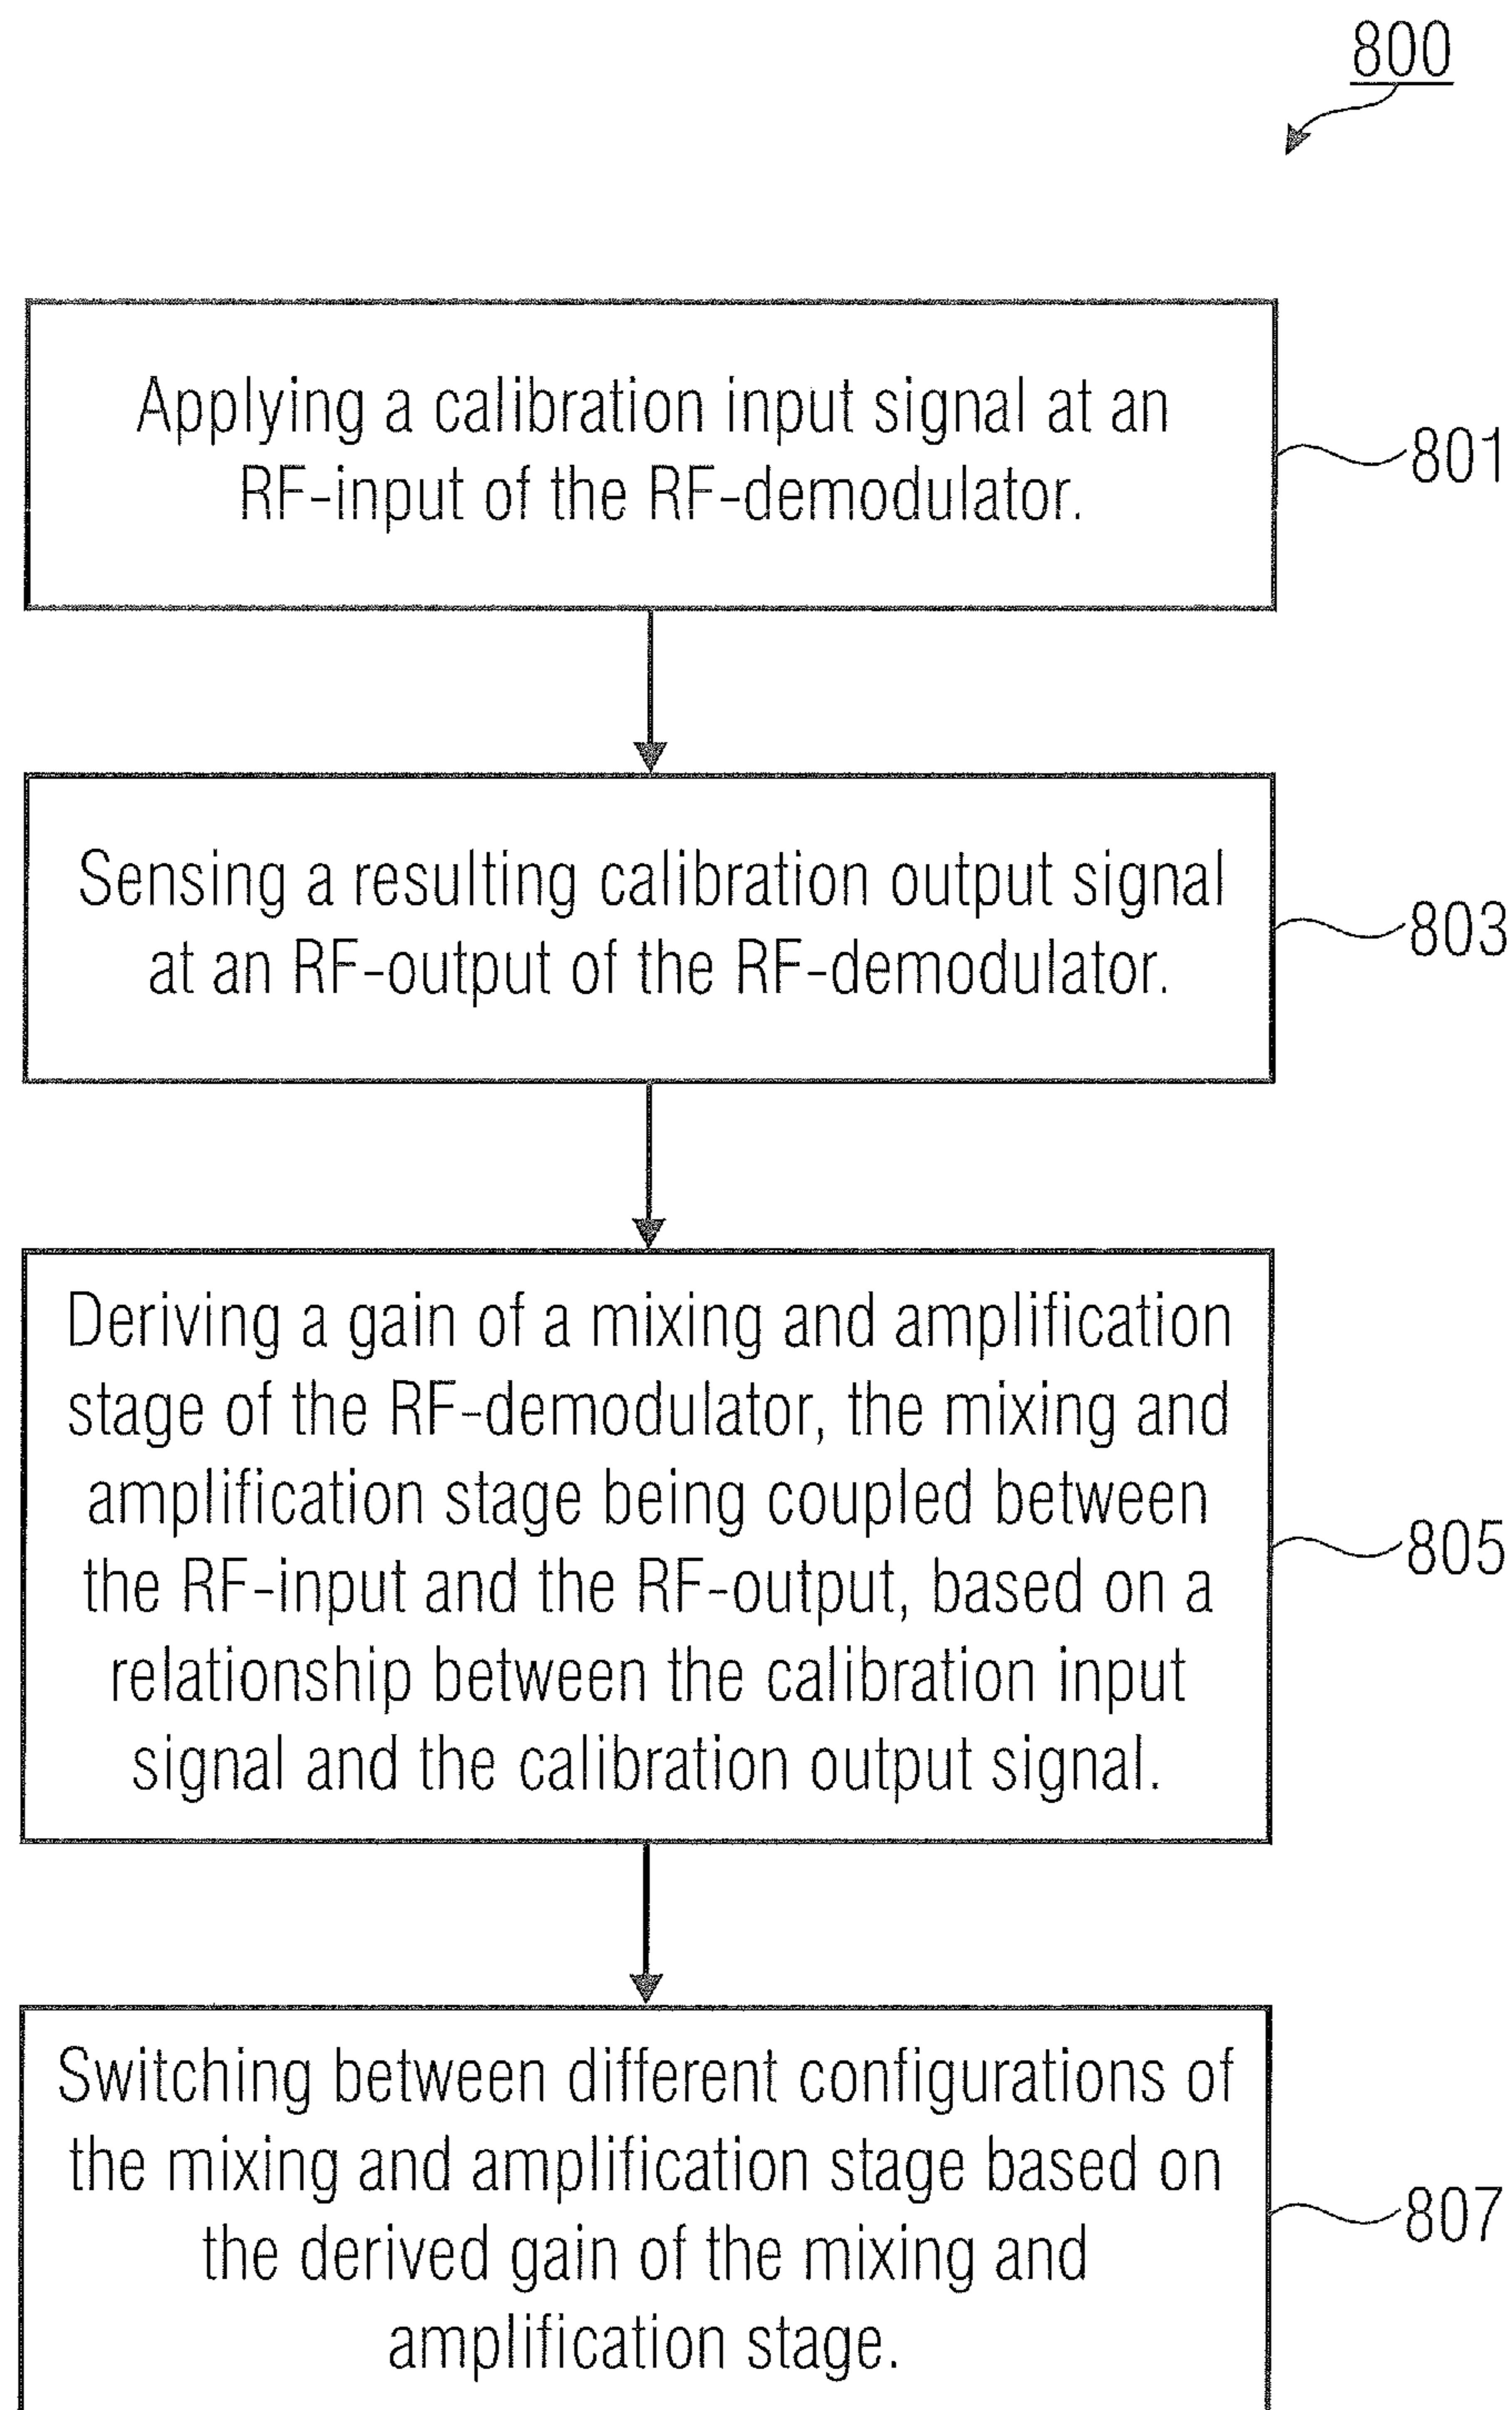 800
Applying a calibration input signal at an
RF-input of the RF-demodulator.
801
Sensing a resulting calibration output signal
at an RF-output of the RF-demodulator.
803
Deriving a gain of a mixing and amplification
stage of the RF-demodulator, the mixing and
amplification stage being coupled between
the RF-input and the RF-output, based on a
relationship between the calibration input
signal and the calibration output signal.
805
Switching between different configurations of
the mixing and amplification stage based on
the derived gain of the mixing and
amplification stage.
807